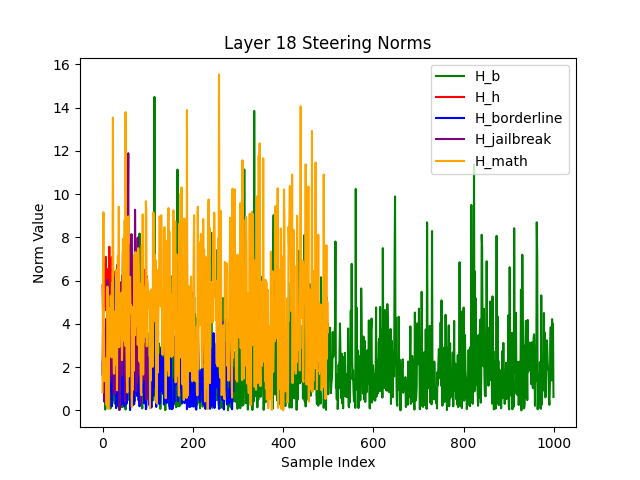 Layer 18 Steering Norms
16
14
12
10
8
6
4
2
0
Norm Value
H_b
H_h
H_borderline
H_jailbreak
H_math
0 200 400 600 800 1000
Sample Index